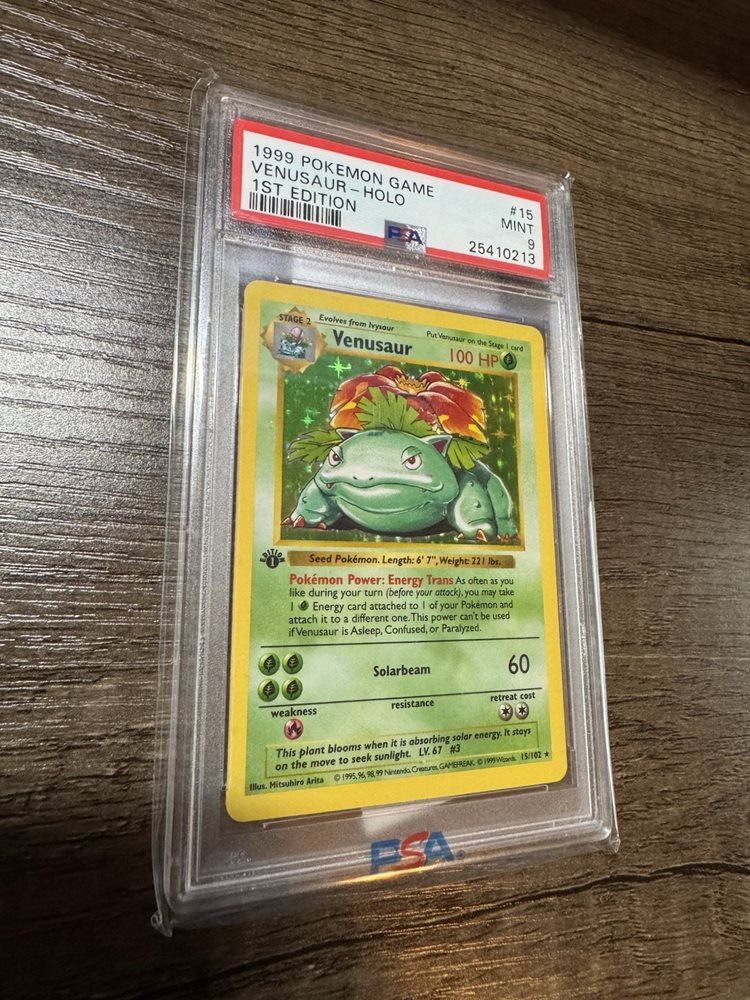 1999 POKEMON GAME
VENUSAUR-HOLO
1ST EDITION
#15
MINT
9
25410213
PSA
STAGE 2
Evolves from Ivysaur
Put Venusaur on the Stage 1 card
Venusaur
100 HP
EDITION
1
Seed Pokémon. Length: 6' 7", Weight: 221 lbs.
Pokémon Power: Energy Trans As often as you
like during your turn (before your attack), you may take
1 Energy card attached to 1 of your Pokémon and
attach it to a different one. This power can't be used
if Venusaur is Asleep, Confused, or Paralyzed.
Solarbeam
60
weakness
resistance
retreat cost
This plant blooms when it is absorbing solar energy. It stays
on the move to seek sunlight. LV. 67 #3
Illus. Mitsuhiro Arita
© 1995, 96, 98, 99 Nintendo, Creatures, GAMEFREAK. © 1999 Wizards.
15/102 ★
PSA®